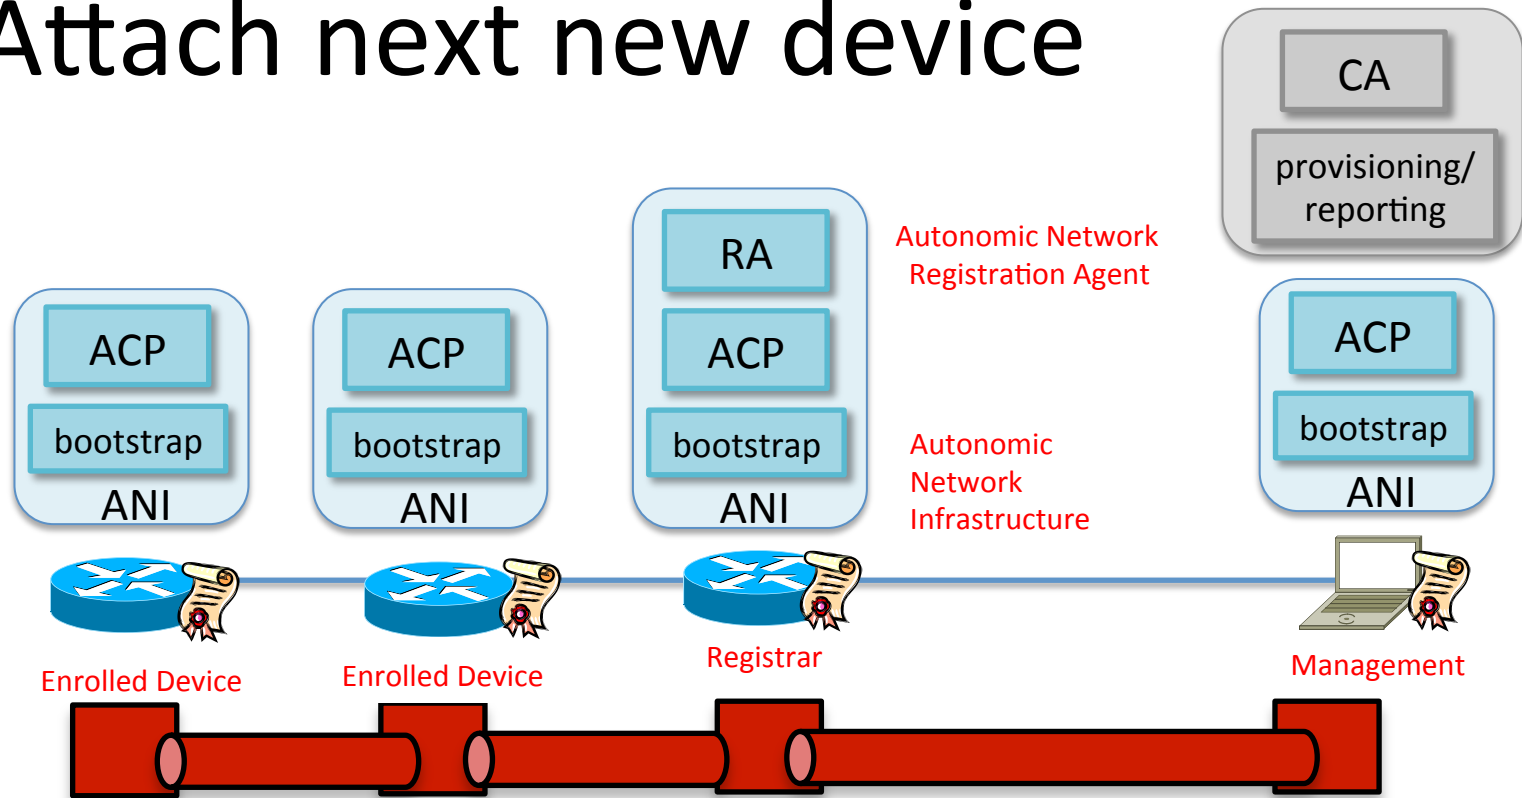 Attach next new device
CA
provisioning/
reporting
RA
Autonomic Network
Registration Agent
ACP
bootstrap
ANI
ACP
bootstrap
ANI
ACP
bootstrap
ANI
Autonomic
Network
Infrastructure
ACP
bootstrap
ANI
Enrolled Device
Enrolled Device
Registrar
Management